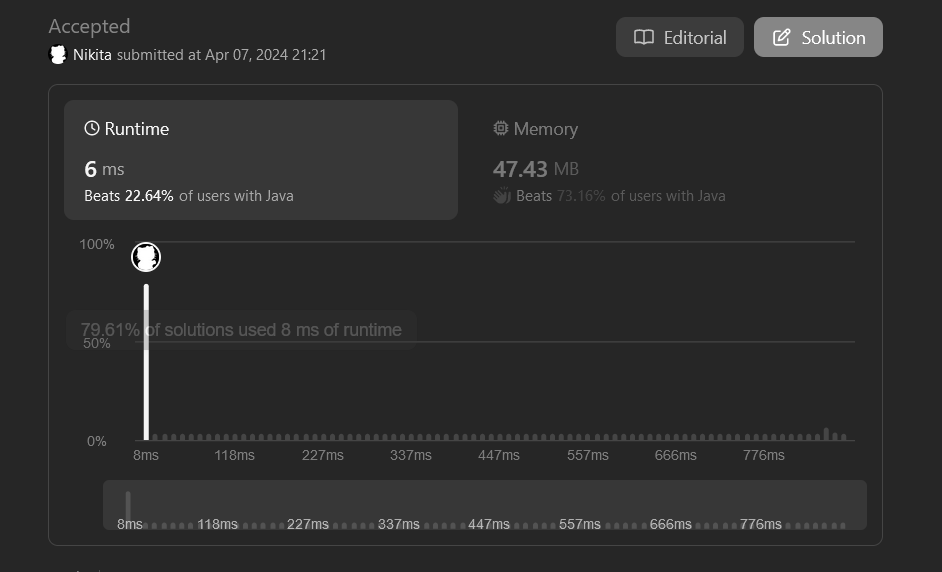 Accepted
Nikita submitted at Apr 07, 2024 21:21
Editorial
Solution
Runtime
6 ms
Beats 22.64% of users with Java
Memory
47.43 MB
Beats 73.16% of users with Java
100%
79.61% of solutions used 8 ms of runtime
50%
0%
8ms 118ms 227ms 337ms 447ms 557ms 666ms 776ms
8ms 118ms 227ms 337ms 447ms 557ms 666ms 776ms